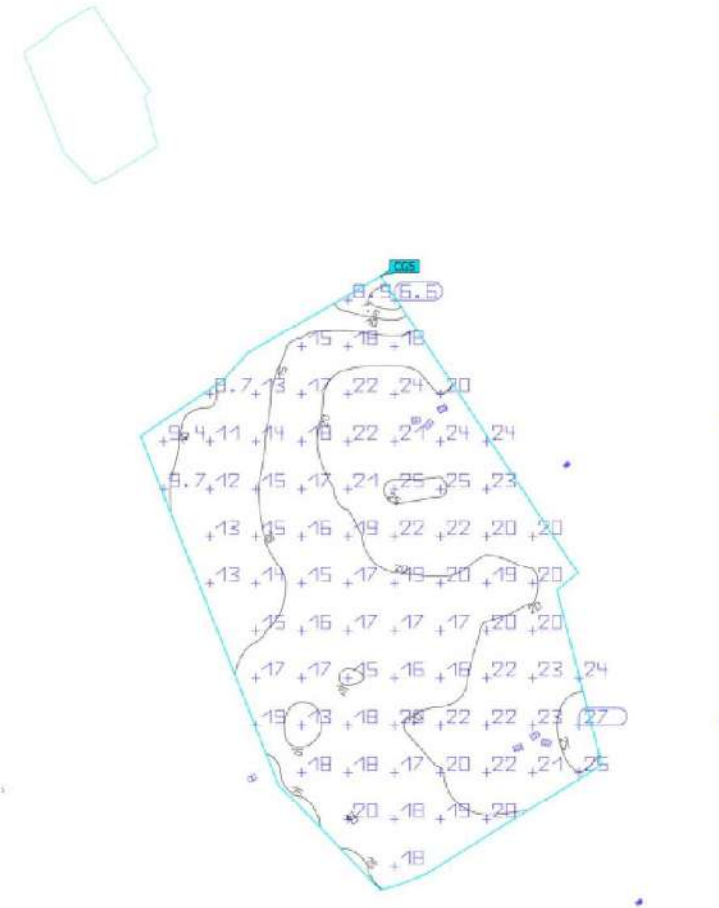 CGS
8.9 6.6
15 18 18
8.7 13 17 22 24 20
9.4 11 14 18 22 21 24 24
9.7 12 15 17 21 25 25 23
13 15 16 19 22 22 20 20
13 14 15 17 19 20 19 20
15 16 17 17 17 20 20
17 17 15 16 18 22 23 24
19 13 18 20 22 22 23 27
18 18 17 20 22 21 25
20 18 19 20
18